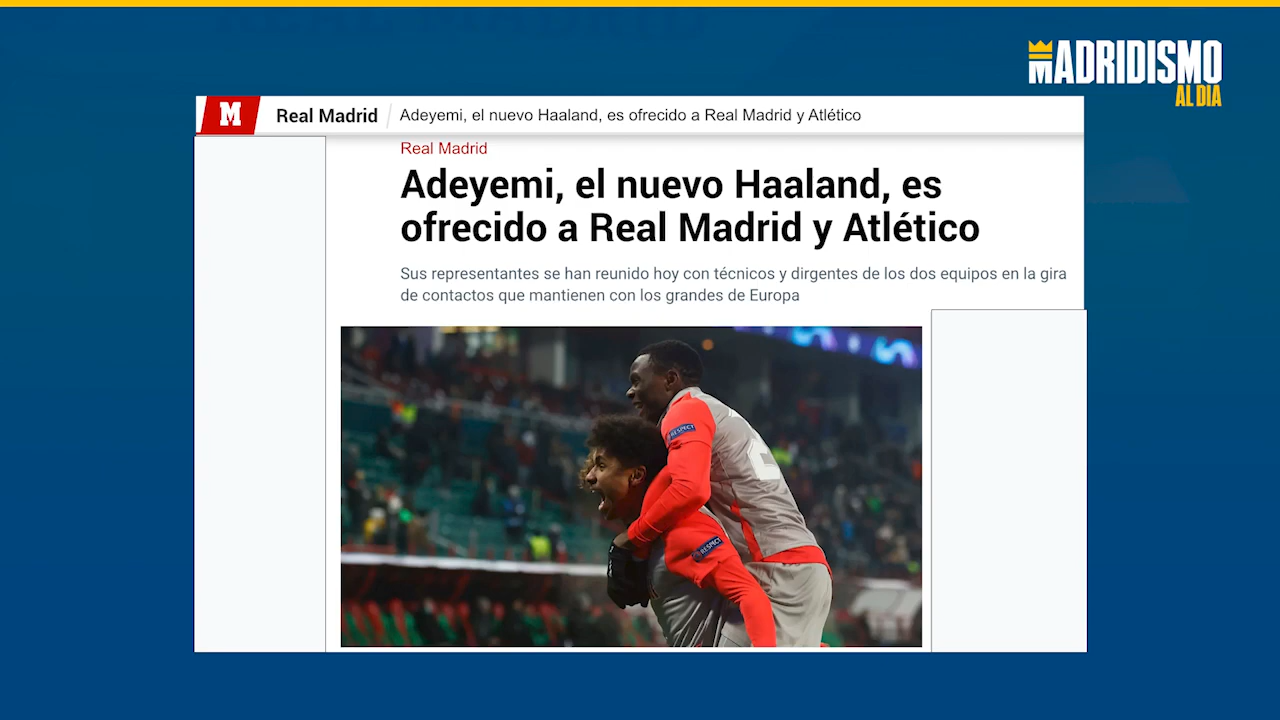 MADRIDISMO
AL DIA
M Real Madrid Adeyemi, el nuevo Haaland, es ofrecido a Real Madrid y Atlético
Real Madrid
Adeyemi, el nuevo Haaland, es
ofrecido a Real Madrid y Atlético
Sus representantes se han reunido hoy con técnicos y dirgentes de los dos equipos en la gira
de contactos que mantienen con los grandes de Europa
RESPECT
2
RESPECT